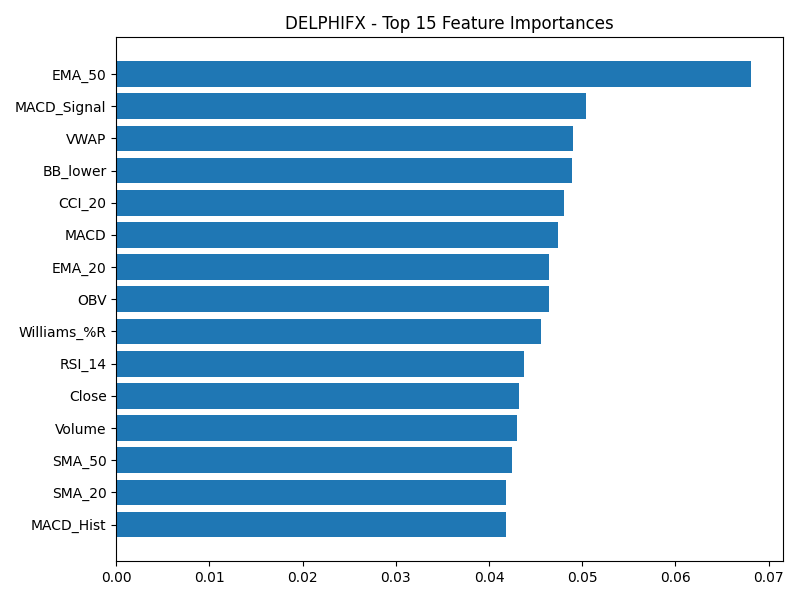 DELPHIFX - Top 15 Feature Importances
EMA_50
MACD_Signal
VWAP
BB_lower
CCI_20
MACD
EMA_20
OBV
Williams_%R
RSI_14
Close
Volume
SMA_50
SMA_20
MACD_Hist
0.00 0.01 0.02 0.03 0.04 0.05 0.06 0.07